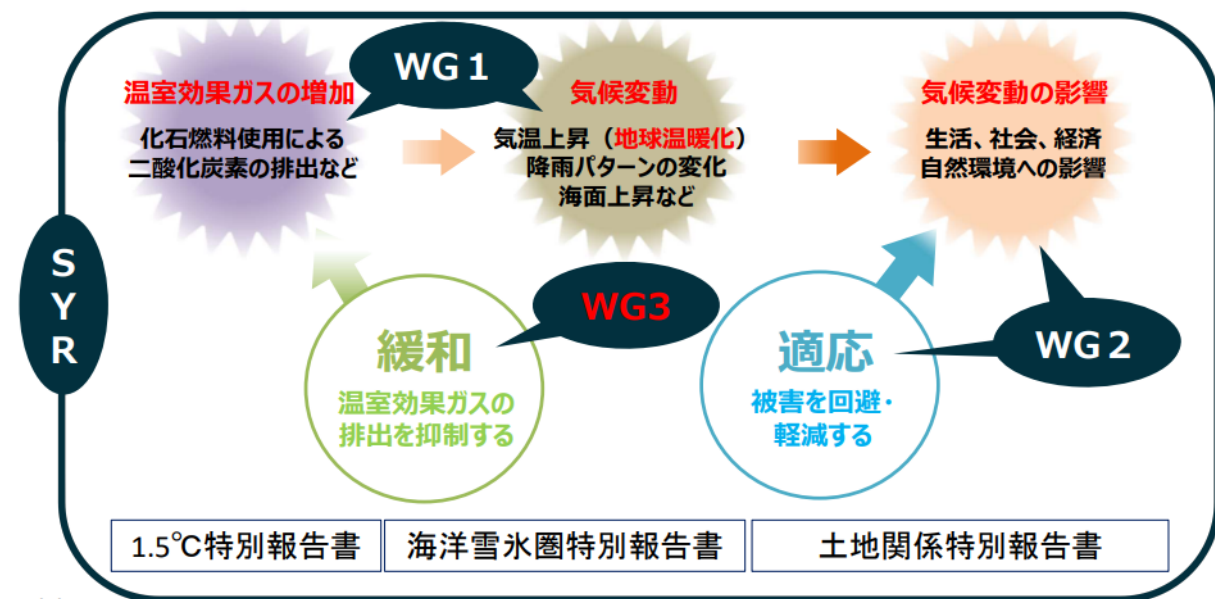 WG1
温室効果ガスの増加
化石燃料使用による
二酸化炭素の排出など
気候変動
気温上昇（地球温暖化）
降雨パターンの変化
海面上昇など
気候変動の影響
生活、社会、経済
自然環境への影響
S
Y
R
WG3
緩和
温室効果ガスの
排出を抑制する
適応
被害を回避・
軽減する
WG2
1.5℃特別報告書
海洋雪氷圏特別報告書
土地関係特別報告書